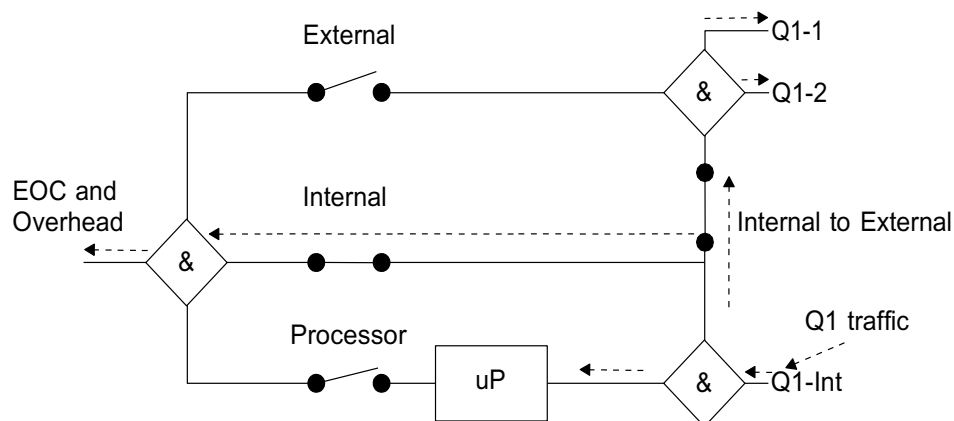 External
Q1-1
&
Q1-2
EOC and
Overhead
Internal
Internal to External
&
Processor
Q1 traffic
uP
&
Q1-Int